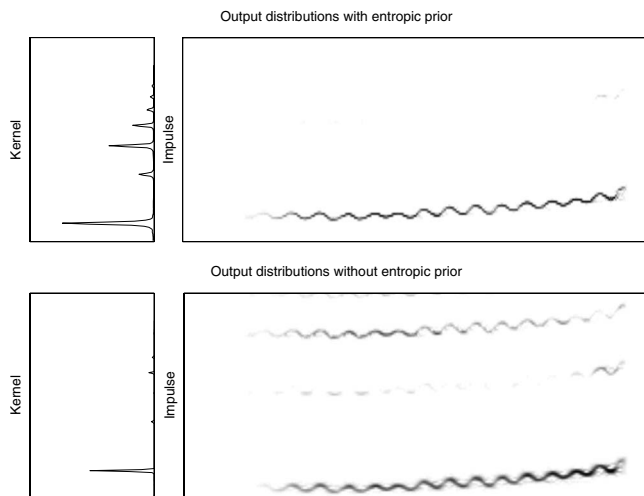 Output distributions with entropic prior
Kernel
Impulse
Output distributions without entropic prior
Kernel
Impulse